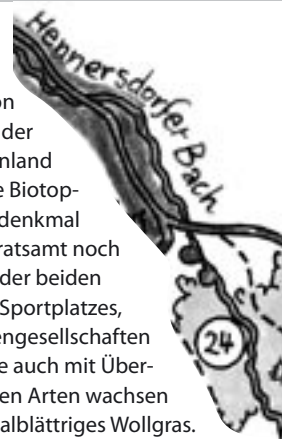 Hennersdorfer Bach
on
der
nland
e Biotop-
denkmal
ratsamt noch
der beiden
Sportplatzes,
engesellschaften
e auch mit Über-
en Arten wachsen
alblättriges Wollgras.
24